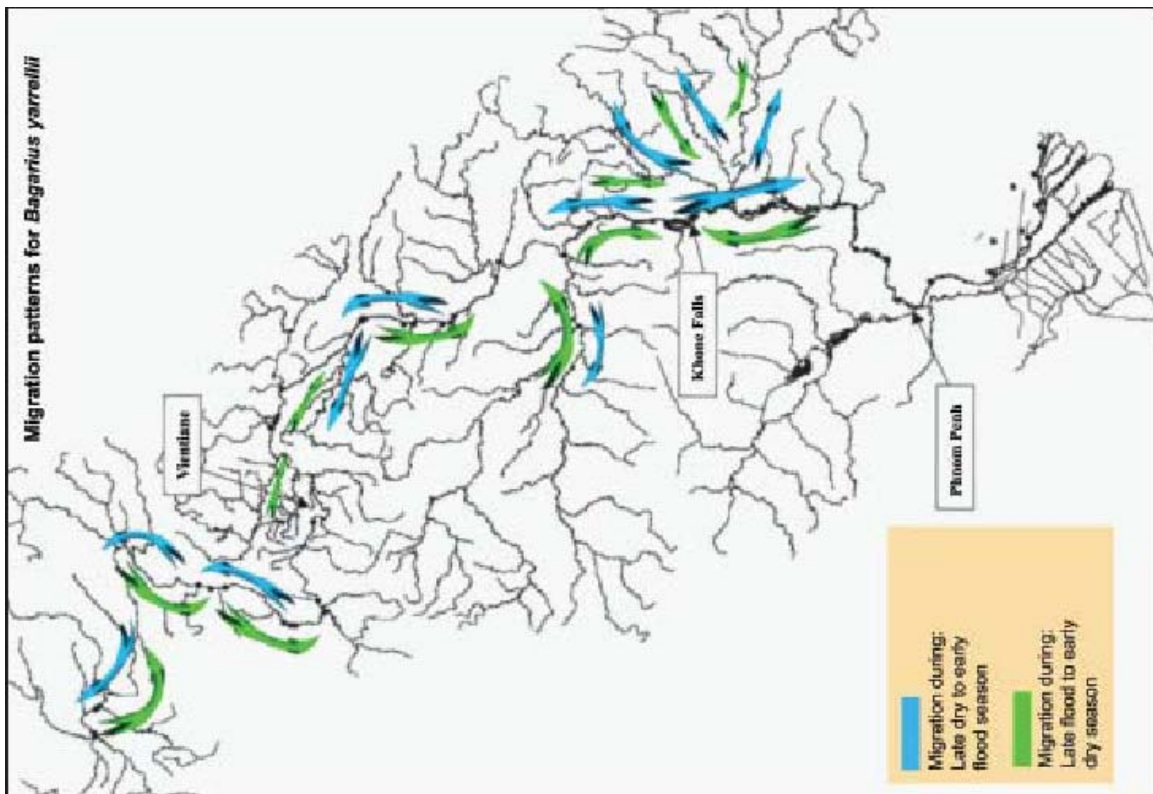 Migration patterns for Bagarius yarrellii
Vientiane
Khone Falls
Phnom Penh
Migration during:
Late dry to early
flood season
Migration during:
Late flood to early
dry season